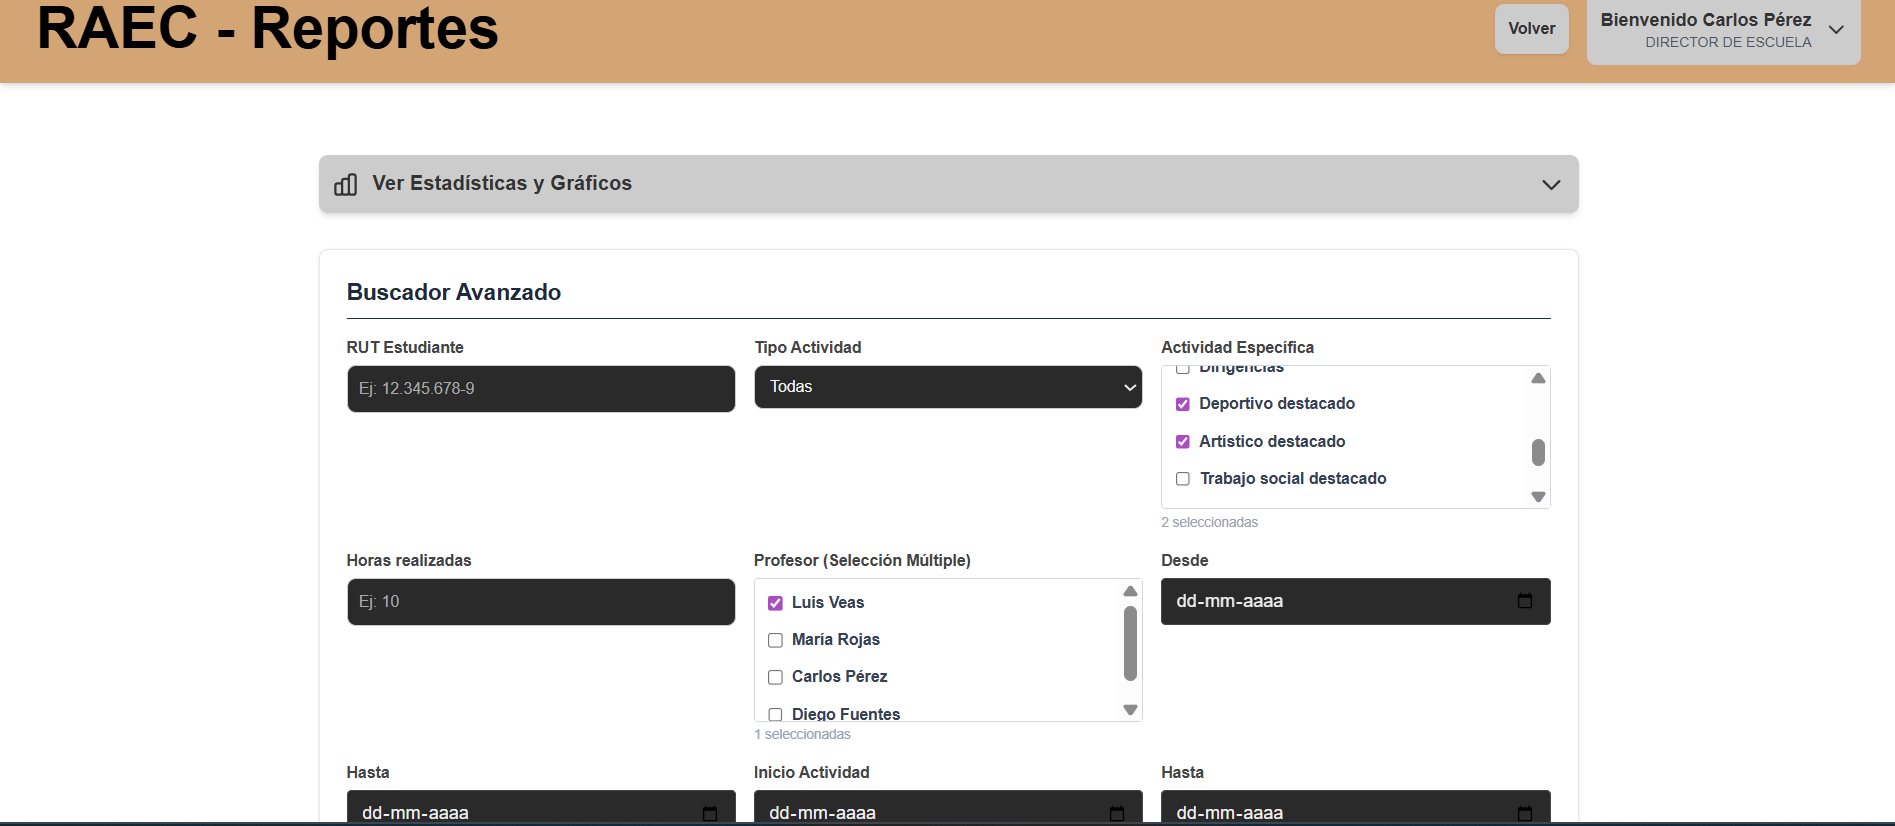 RAEC - Reportes
Volver
Bienvenido Carlos Pérez
DIRECTOR DE ESCUELA
Ver Estadísticas y Gráficos
Buscador Avanzado
RUT Estudiante
Ej: 12.345.678-9
Tipo Actividad
Todas
Actividad Específica
Dirigencias
Deportivo destacado
Artístico destacado
Trabajo social destacado
2 seleccionadas
Horas realizadas
Ej: 10
Profesor (Selección Múltiple)
Luis Veas
María Rojas
Carlos Pérez
Diego Fuentes
1 seleccionadas
Desde
dd-mm-aaaa
Hasta
dd-mm-aaaa
Inicio Actividad
dd-mm-aaaa
Hasta
dd-mm-aaaa